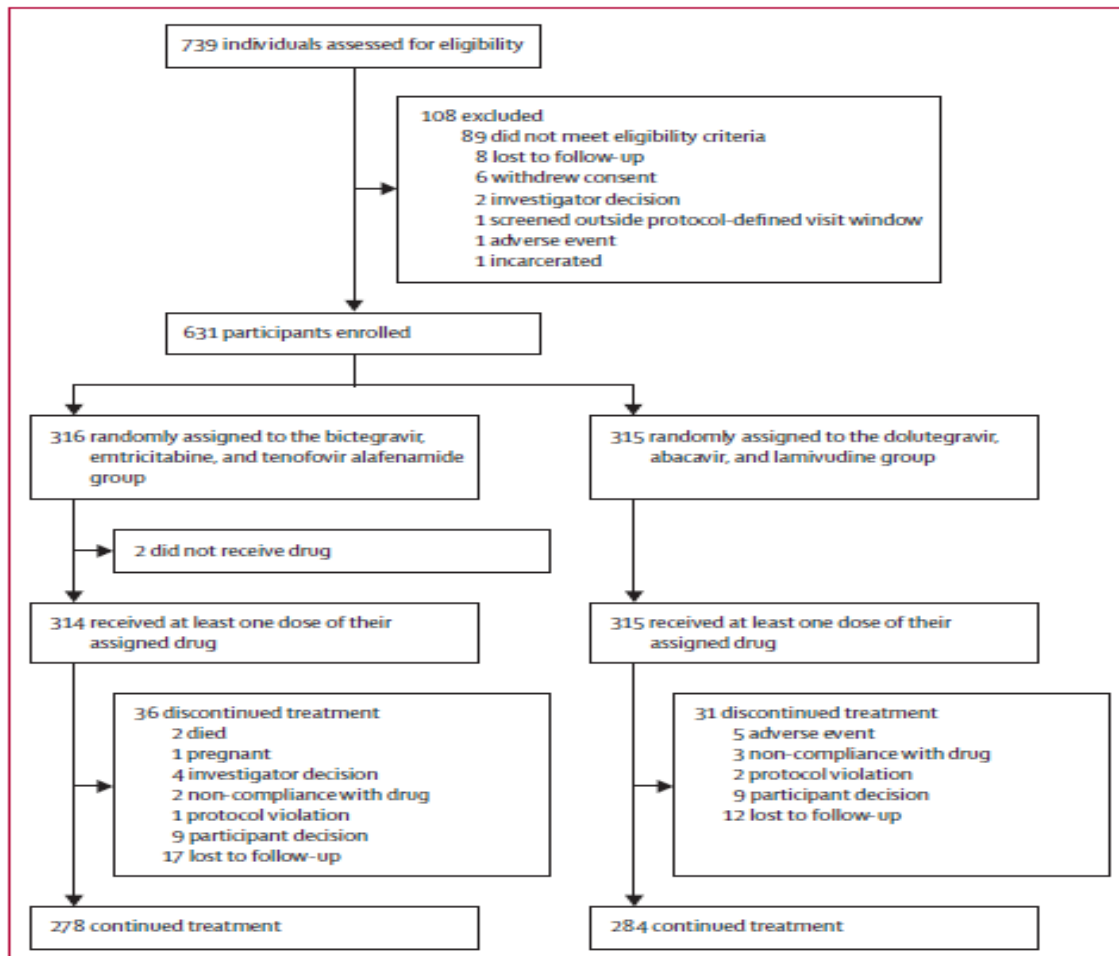 739 individuals assessed for eligibility
108 excluded
89 did not meet eligibility criteria
8 lost to follow-up
6 withdrew consent
2 investigator decision
1 screened outside protocol-defined visit window
1 adverse event
1 incarcerated
631 participants enrolled
316 randomly assigned to the bictegravir,
emtricitabine, and tenofovir alafenamide
group
315 randomly assigned to the dolutegravir,
abacavir, and lamivudine group
2 did not receive drug
314 received at least one dose of their
assigned drug
315 received at least one dose of their
assigned drug
36 discontinued treatment
2 died
1 pregnant
4 investigator decision
2 non-compliance with drug
1 protocol violation
9 participant decision
17 lost to follow-up
31 discontinued treatment
5 adverse event
3 non-compliance with drug
2 protocol violation
9 participant decision
12 lost to follow-up
278 continued treatment
284 continued treatment